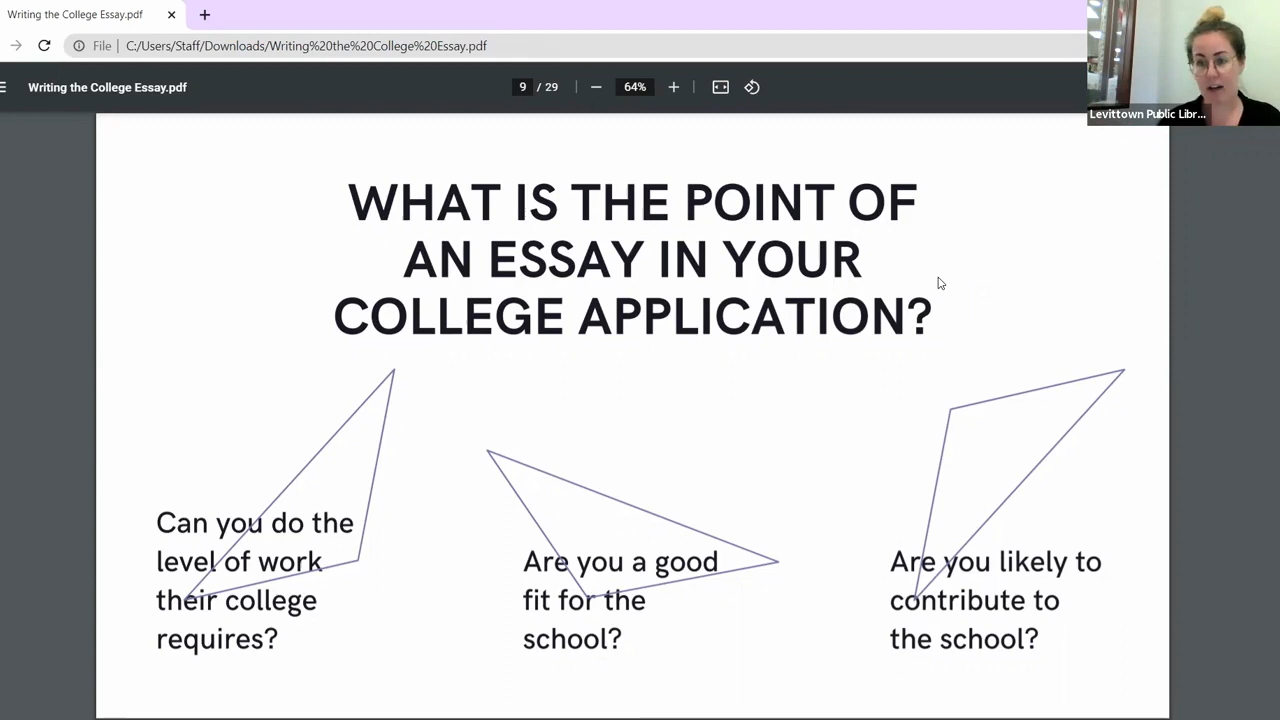 Writing the College Essay.pdf
File
C:/Users/Staff/Downloads/Writing%20the%20College%20Essay.pdf
Writing the College Essay.pdf
9 / 29
64%
Levittown Public Libr...
WHAT IS THE POINT OF
AN ESSAY IN YOUR
COLLEGE APPLICATION?
Can you do the
level of work
their college
requires?
Are you a good
fit for the
school?
Are you likely to
contribute to
the school?